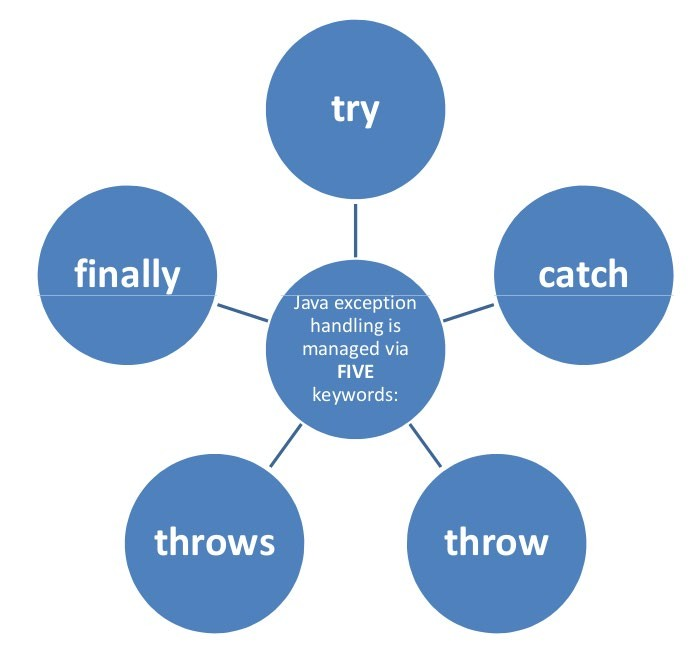 try
finally
catch
Java exception
handling is
managed via
FIVE
keywords:
throws
throw